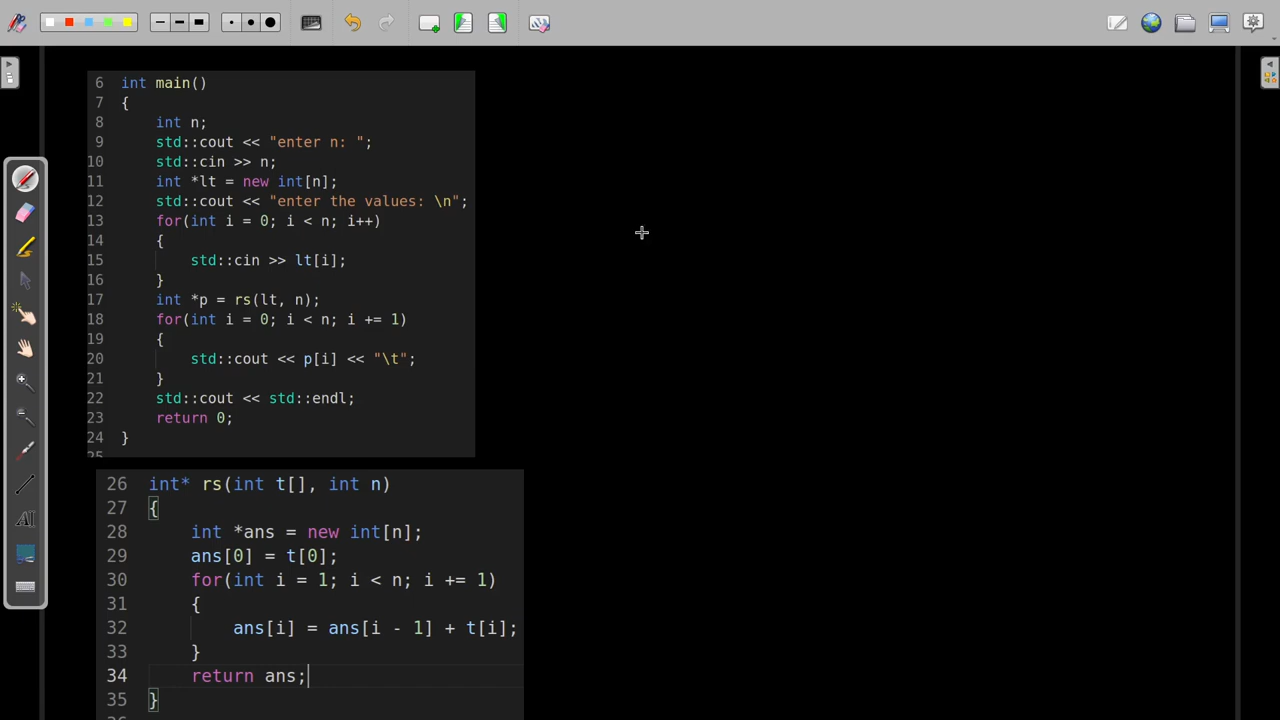 6 int main()
7 {
8 int n;
9 std::cout << "enter n: ";
10 std::cin >> n;
11 int *lt = new int[n];
12 std::cout << "enter the values: \n";
13 for(int i = 0; i < n; i++)
14 {
15 std::cin >> lt[i];
16 }
17 int *p = rs(lt, n);
18 for(int i = 0; i < n; i += 1)
19 {
20 std::cout << p[i] << "\t";
21 }
22 std::cout << std::endl;
23 return 0;
24 }
25
26 int* rs(int t[], int n)
27 {
28 int *ans = new int[n];
29 ans[0] = t[0];
30 for(int i = 1; i < n; i += 1)
31 {
32 ans[i] = ans[i - 1] + t[i];
33 }
34 return ans;
35 }